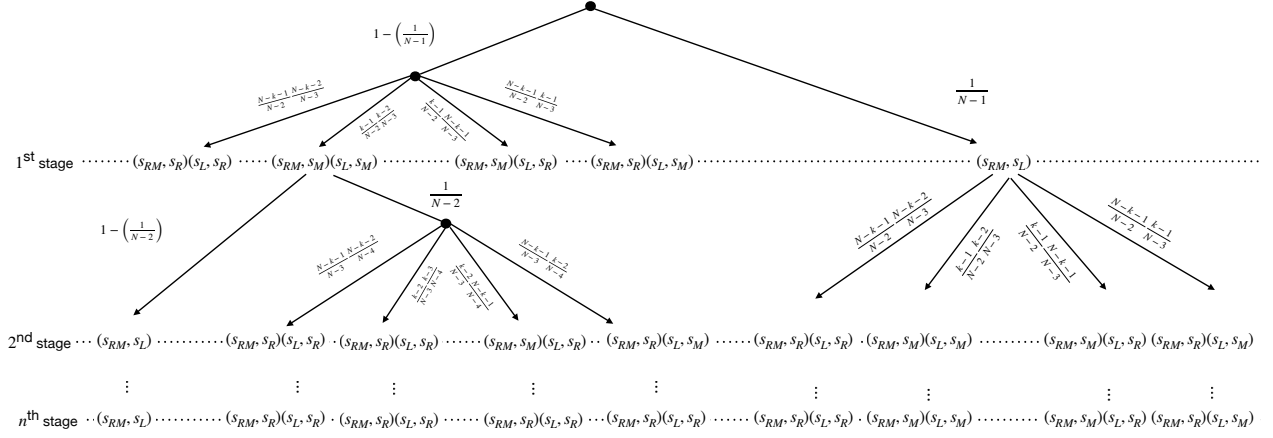 1 − (1/(N−1))
1/(N−1)
(N−k−1)/(N−2) (N−k−2)/(N−3)
(k−1)/(N−2) (k−2)/(N−3)
(k−1)/(N−2) (N−k−1)/(N−3)
(N−k−1)/(N−2) (k−1)/(N−3)
1st stage ········ (s_RM, s_R)(s_L, s_R) ······ (s_RM, s_M)(s_L, s_M) ············ (s_RM, s_M)(s_L, s_R) ······ (s_RM, s_R)(s_L, s_M) ············ (s_RM, s_L) ············
1 − (1/(N−2))
1/(N−2)
(N−k−1)/(N−3) (N−k−2)/(N−4)
(k−2)/(N−3) (k−3)/(N−4)
(k−2)/(N−3) (N−k−1)/(N−4)
(N−k−1)/(N−3) (k−2)/(N−4)
(N−k−1)/(N−2) (N−k−2)/(N−3)
(k−1)/(N−2) (k−2)/(N−3)
(k−1)/(N−2) (N−k−1)/(N−3)
(N−k−1)/(N−2) (k−1)/(N−3)
2nd stage ···· (s_RM, s_L) ············ (s_RM, s_R)(s_L, s_R) · (s_RM, s_R)(s_L, s_R) ······ (s_RM, s_M)(s_L, s_R) ·· (s_RM, s_R)(s_L, s_M) ······ (s_RM, s_R)(s_L, s_R) · (s_RM, s_M)(s_L, s_M) ········· (s_RM, s_M)(s_L, s_R) (s_RM, s_R)(s_L, s_M)
⋮ ⋮ ⋮ ⋮ ⋮ ⋮ ⋮ ⋮ ⋮
nth stage ·· (s_RM, s_L) ············ (s_RM, s_R)(s_L, s_R) · (s_RM, s_R)(s_L, s_R) ······ (s_RM, s_R)(s_L, s_R) ··· (s_RM, s_R)(s_L, s_R) ······ (s_RM, s_R)(s_L, s_R) · (s_RM, s_M)(s_L, s_M) ········· (s_RM, s_M)(s_L, s_R) (s_RM, s_R)(s_L, s_M)